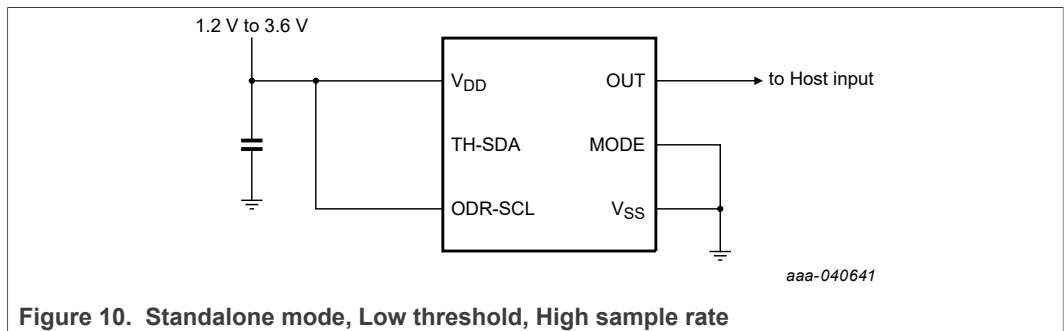 1.2 V to 3.6 V
VDD
OUT
to Host input
TH-SDA
MODE
ODR-SCL
VSS
aaa-040641
Figure 10. Standalone mode, Low threshold, High sample rate